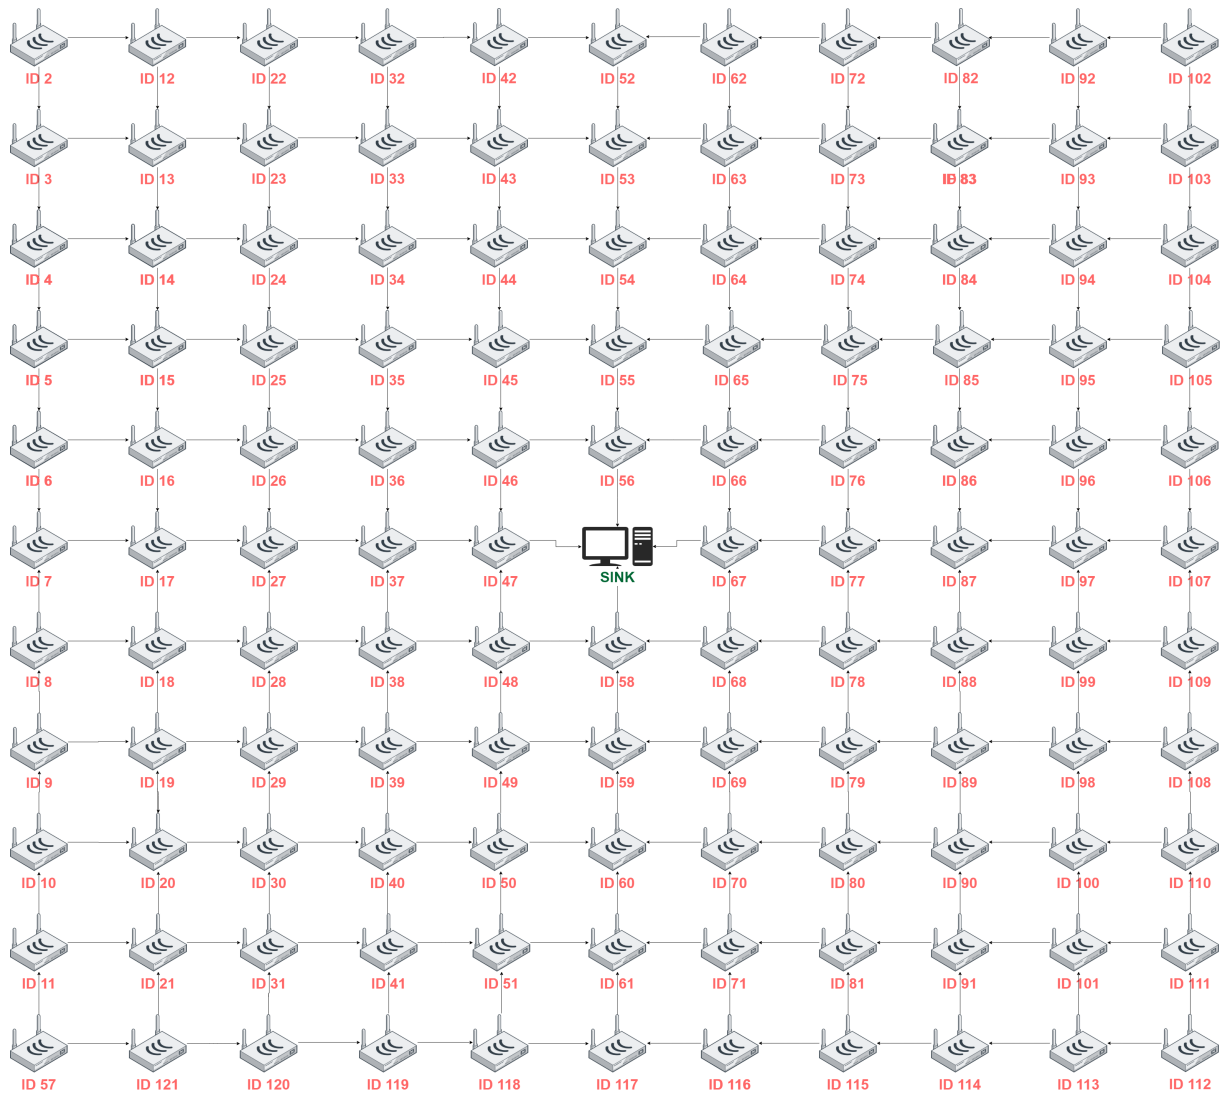 ID 2 ID 12 ID 22 ID 32 ID 42 ID 52 ID 62 ID 72 ID 82 ID 92 ID 102
ID 3 ID 13 ID 23 ID 33 ID 43 ID 53 ID 63 ID 73 ID 83 ID 93 ID 103
ID 4 ID 14 ID 24 ID 34 ID 44 ID 54 ID 64 ID 74 ID 84 ID 94 ID 104
ID 5 ID 15 ID 25 ID 35 ID 45 ID 55 ID 65 ID 75 ID 85 ID 95 ID 105
ID 6 ID 16 ID 26 ID 36 ID 46 ID 56 ID 66 ID 76 ID 86 ID 96 ID 106
ID 7 ID 17 ID 27 ID 37 ID 47 SINK ID 67 ID 77 ID 87 ID 97 ID 107
ID 8 ID 18 ID 28 ID 38 ID 48 ID 58 ID 68 ID 78 ID 88 ID 99 ID 109
ID 9 ID 19 ID 29 ID 39 ID 49 ID 59 ID 69 ID 79 ID 89 ID 98 ID 108
ID 10 ID 20 ID 30 ID 40 ID 50 ID 60 ID 70 ID 80 ID 90 ID 100 ID 110
ID 11 ID 21 ID 31 ID 41 ID 51 ID 61 ID 71 ID 81 ID 91 ID 101 ID 111
ID 57 ID 121 ID 120 ID 119 ID 118 ID 117 ID 116 ID 115 ID 114 ID 113 ID 112